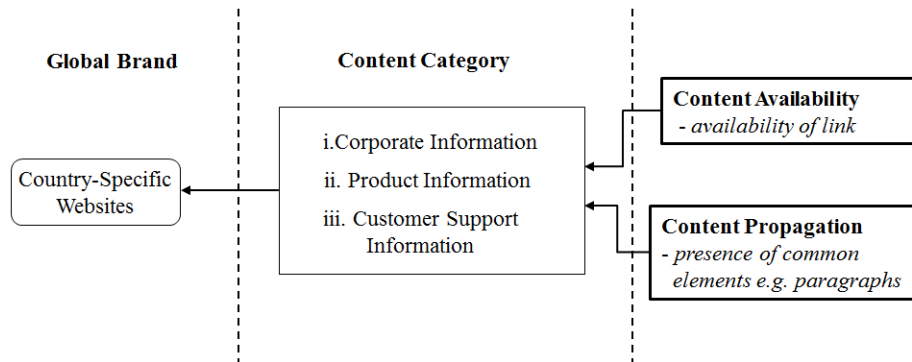 Global Brand
Content Category
Country-Specific
Websites
i.Corporate Information
ii. Product Information
iii. Customer Support
Information
Content Availability
- availability of link
Content Propagation
- presence of common
elements e.g. paragraphs